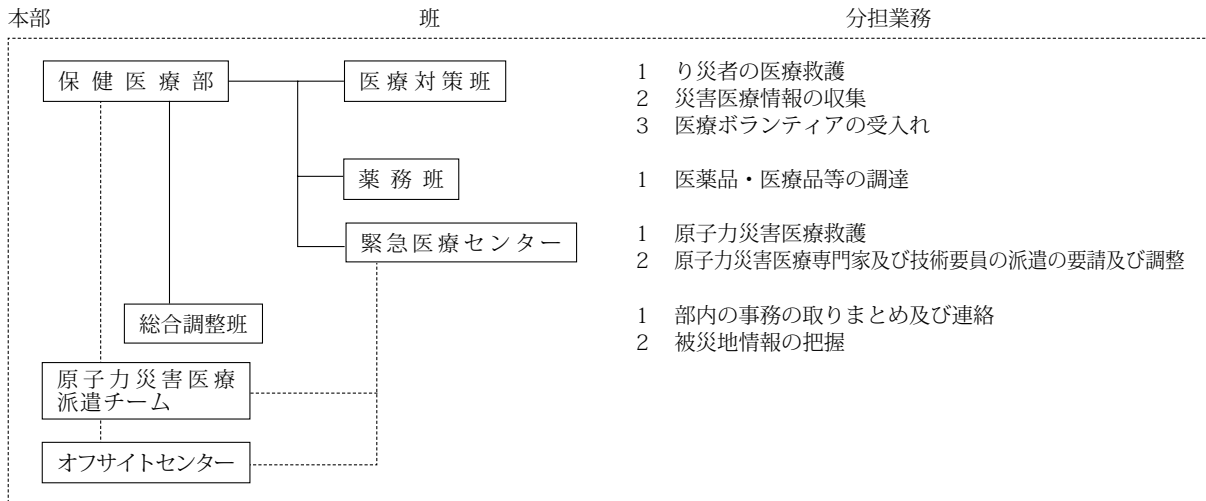 本部 班 分担業務
保健医療部 医療対策班 1 り災者の医療救護
2 災害医療情報の収集
3 医療ボランティアの受入れ
薬務班 1 医薬品・医療品等の調達
緊急医療センター 1 原子力災害医療救護
2 原子力災害医療専門家及び技術要員の派遣の要請及び調整
総合調整班 1 部内の事務の取りまとめ及び連絡
2 被災地情報の把握
原子力災害医療
派遣チーム
オフサイトセンター